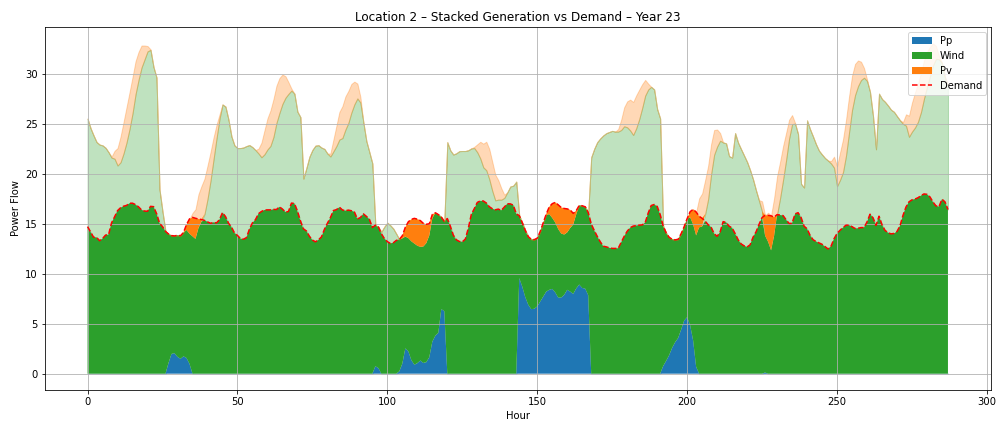 Location 2 – Stacked Generation vs Demand – Year 23
Power Flow
30
25
20
15
10
5
0
Pp
Wind
Pv
Demand
0 50 100 150 200 250 300
Hour